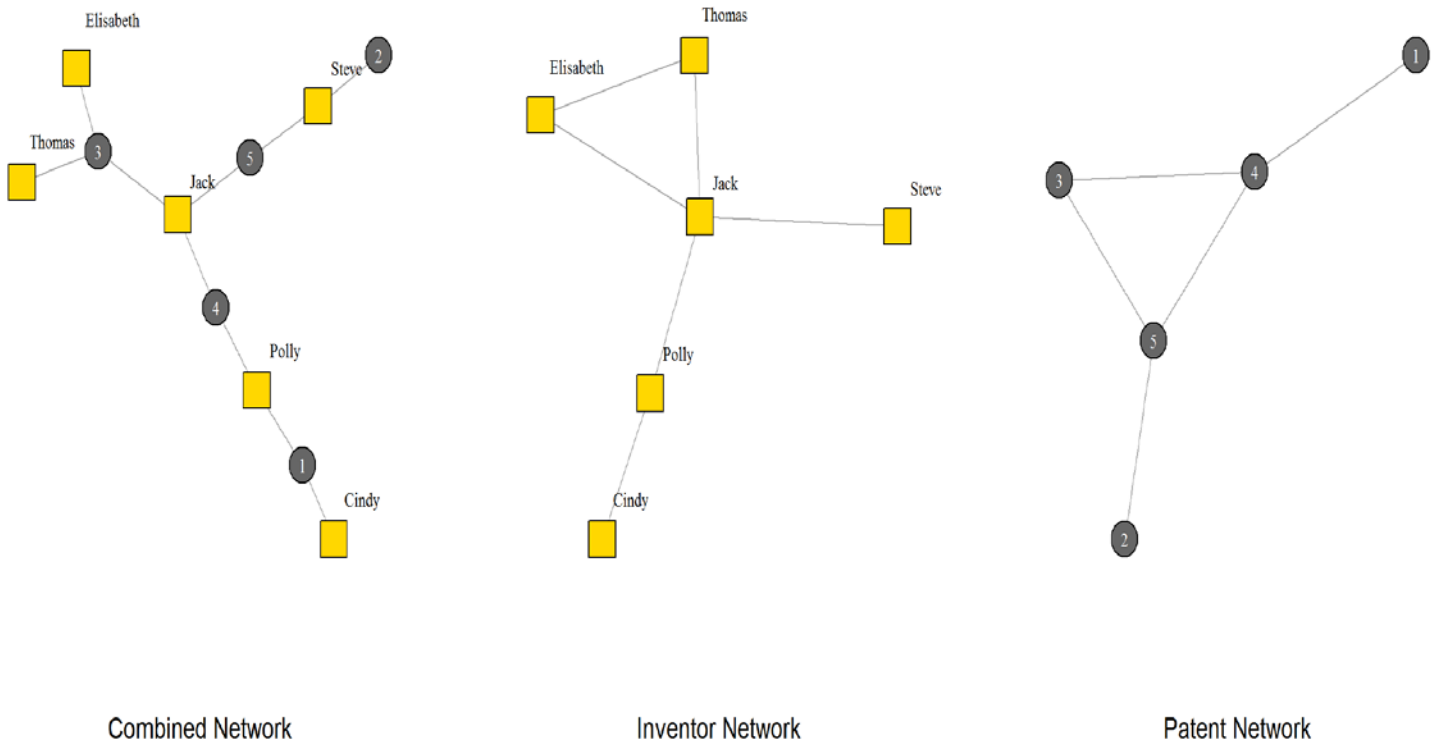 Elisabeth
2
Steve
Thomas
3
5
Jack
4
Polly
1
Cindy
Combined Network
Thomas
Elisabeth
Jack
Steve
Polly
Cindy
Inventor Network
1
3
4
5
2
Patent Network